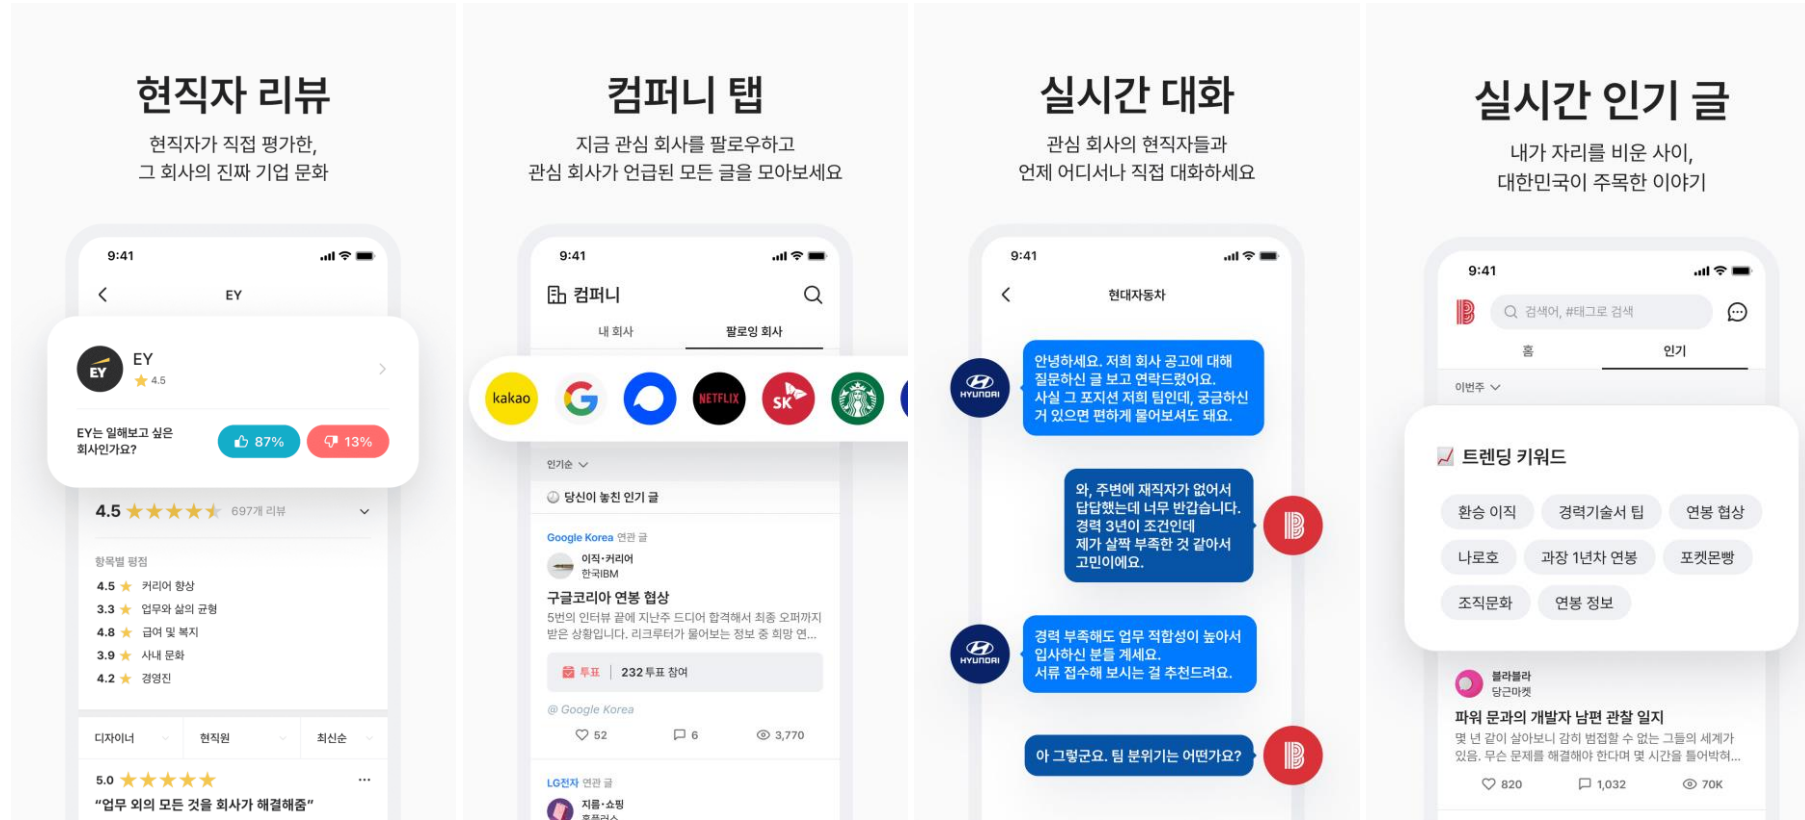 현직자 리뷰
현직자가 직접 평가한,
그 회사의 진짜 기업 문화
9:41
EY
EY
EY
4.5
EY는 일해보고 싶은
회사인가요?
87%
13%
4.5
697개 리뷰
항목별 평점
4.5 커리어 향상
3.3 업무와 삶의 균형
4.8 급여 및 복지
3.9 사내 문화
4.2 경영진
디자이너
현직원
최신순
5.0
“업무 외의 모든 것을 회사가 해결해줌”
컴퍼니 탭
지금 관심 회사를 팔로우하고
관심 회사가 언급된 모든 글을 모아보세요
9:41
컴퍼니
내 회사
팔로잉 회사
kakao
G
NETFLIX
SK
인기순
당신이 놓친 인기 글
Google Korea 연관 글
이직·커리어
한국IBM
구글코리아 연봉 협상
5번의 인터뷰 끝에 지난주 드디어 합격해서 최종 오퍼까지
받은 상황입니다. 리크루터가 물어보는 정보 중 희망 연...
투표
232 투표 참여
@ Google Korea
52
6
3,770
LG전자 연관 글
지름·쇼핑
실시간 대화
관심 회사의 현직자들과
언제 어디서나 직접 대화하세요
9:41
현대자동차
HYUNDAI
안녕하세요. 저희 회사 공고에 대해
질문하신 글 보고 연락드렸어요.
사실 그 포지션 저희 팀인데, 궁금하신
거 있으면 편하게 물어보셔도 돼요.
와, 주변에 재직자가 없어서
답답했는데 너무 반갑습니다.
경력 3년이 조건인데
제가 살짝 부족한 것 같아서
고민이에요.
B
HYUNDAI
경력 부족해도 업무 적합성이 높아서
입사하신 분들 계세요.
서류 접수해 보시는 걸 추천드려요.
아 그렇군요. 팀 분위기는 어떤가요?
B
실시간 인기 글
내가 자리를 비운 사이,
대한민국이 주목한 이야기
9:41
B
검색어, #태그로 검색
홈
인기
이번주
트렌딩 키워드
환승 이직
경력기술서 팁
연봉 협상
나로호
과장 1년차 연봉
포켓몬빵
조직문화
연봉 정보
블라블라
당근마켓
파워 문과의 개발자 남편 관찰 일지
몇 년 같이 살아보니 감히 범접할 수 없는 그들의 세계가
있음. 무슨 문제를 해결해야 한다며 몇 시간을 틀어박혀...
820
1,032
70K